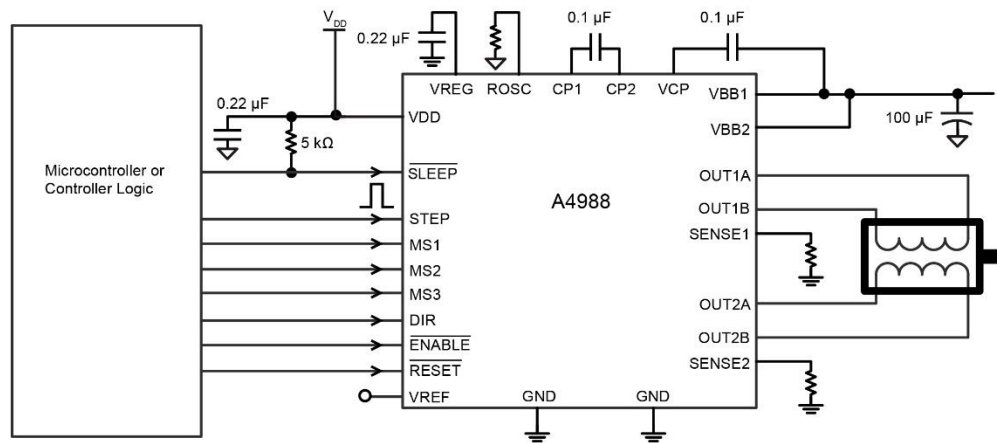 V_DD
0.22 µF
0.1 µF
0.1 µF
VREG ROSC CP1 CP2 VCP
0.22 µF
5 kΩ
VDD
VBB1
VBB2
100 µF
Microcontroller or
Controller Logic
SLEEP
STEP
MS1
MS2
MS3
DIR
ENABLE
RESET
VREF
A4988
OUT1A
OUT1B
SENSE1
OUT2A
OUT2B
SENSE2
GND GND